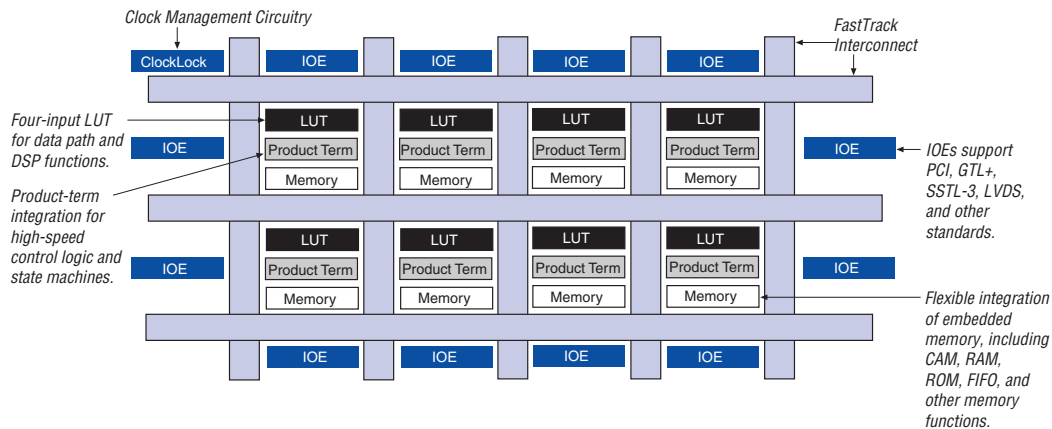 Clock Management Circuitry
FastTrack
Interconnect
ClockLock
IOE
IOE
IOE
IOE
Four-input LUT
for data path and
DSP functions.
LUT
LUT
LUT
LUT
IOE
Product Term
Product Term
Product Term
Product Term
IOE
IOEs support
PCI, GTL+,
SSTL-3, LVDS,
and other
standards.
Memory
Memory
Memory
Memory
Product-term
integration for
high-speed
control logic and
state machines.
LUT
LUT
LUT
LUT
IOE
Product Term
Product Term
Product Term
Product Term
IOE
Memory
Memory
Memory
Memory
Flexible integration
of embedded
memory, including
CAM, RAM,
ROM, FIFO, and
other memory
functions.
IOE
IOE
IOE
IOE